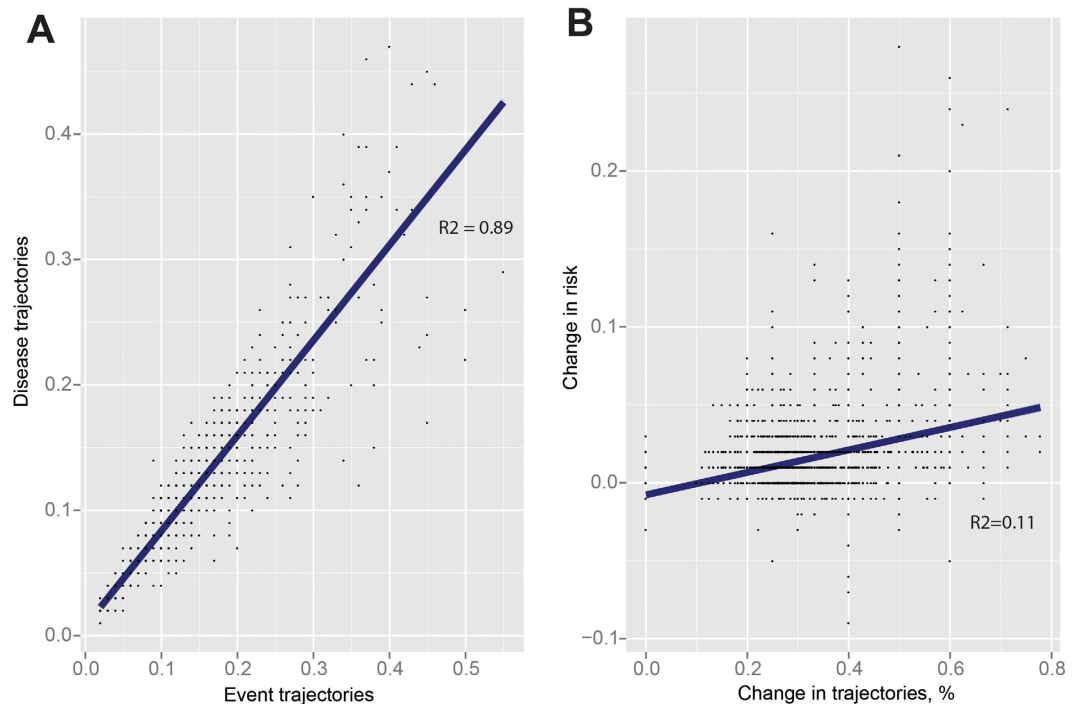 A
Disease trajectories
0.4
0.3
0.2
0.1
0.0
R2 = 0.89
0.0 0.1 0.2 0.3 0.4 0.5
Event trajectories
B
Change in risk
0.2
0.1
0.0
−0.1
R2=0.11
0.0 0.2 0.4 0.6 0.8
Change in trajectories, %